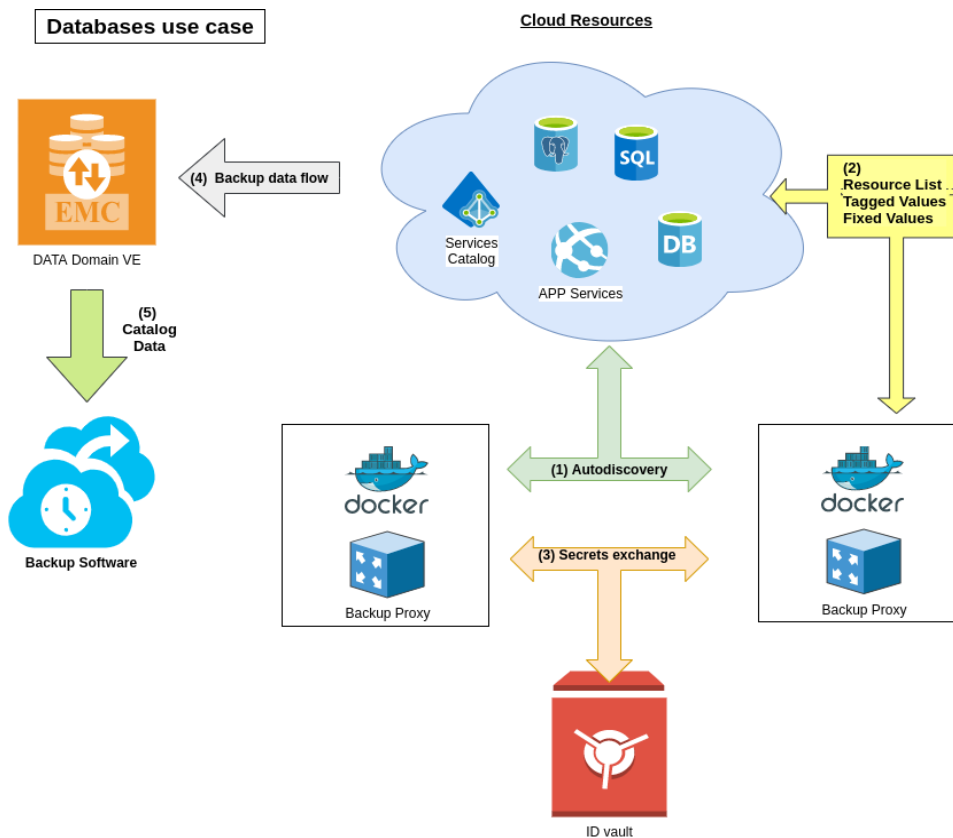 Databases use case
Cloud Resources
SQL
(4) Backup data flow
(2)
Resource List
Tagged Values
Fixed Values
EMC
DB
Services
Catalog
DATA Domain VE
APP Services
(5)
Catalog
Data
docker
(1) Autodiscovery
docker
Backup Software
(3) Secrets exchange
Backup Proxy
Backup Proxy
ID vault